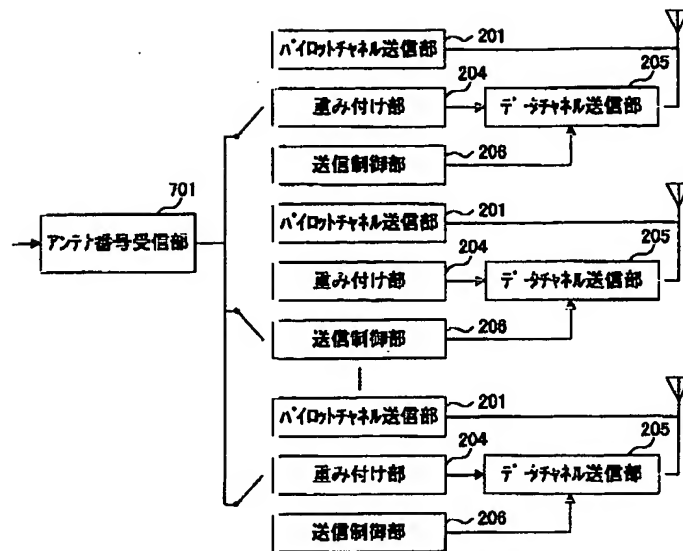 パイロットチャネル送信部
201
204
205
重み付け部
データチャネル送信部
206
送信制御部
701
アンテナ番号受信部
パイロットチャネル送信部
201
204
205
重み付け部
データチャネル送信部
206
送信制御部
パイロットチャネル送信部
201
204
205
重み付け部
データチャネル送信部
206
送信制御部